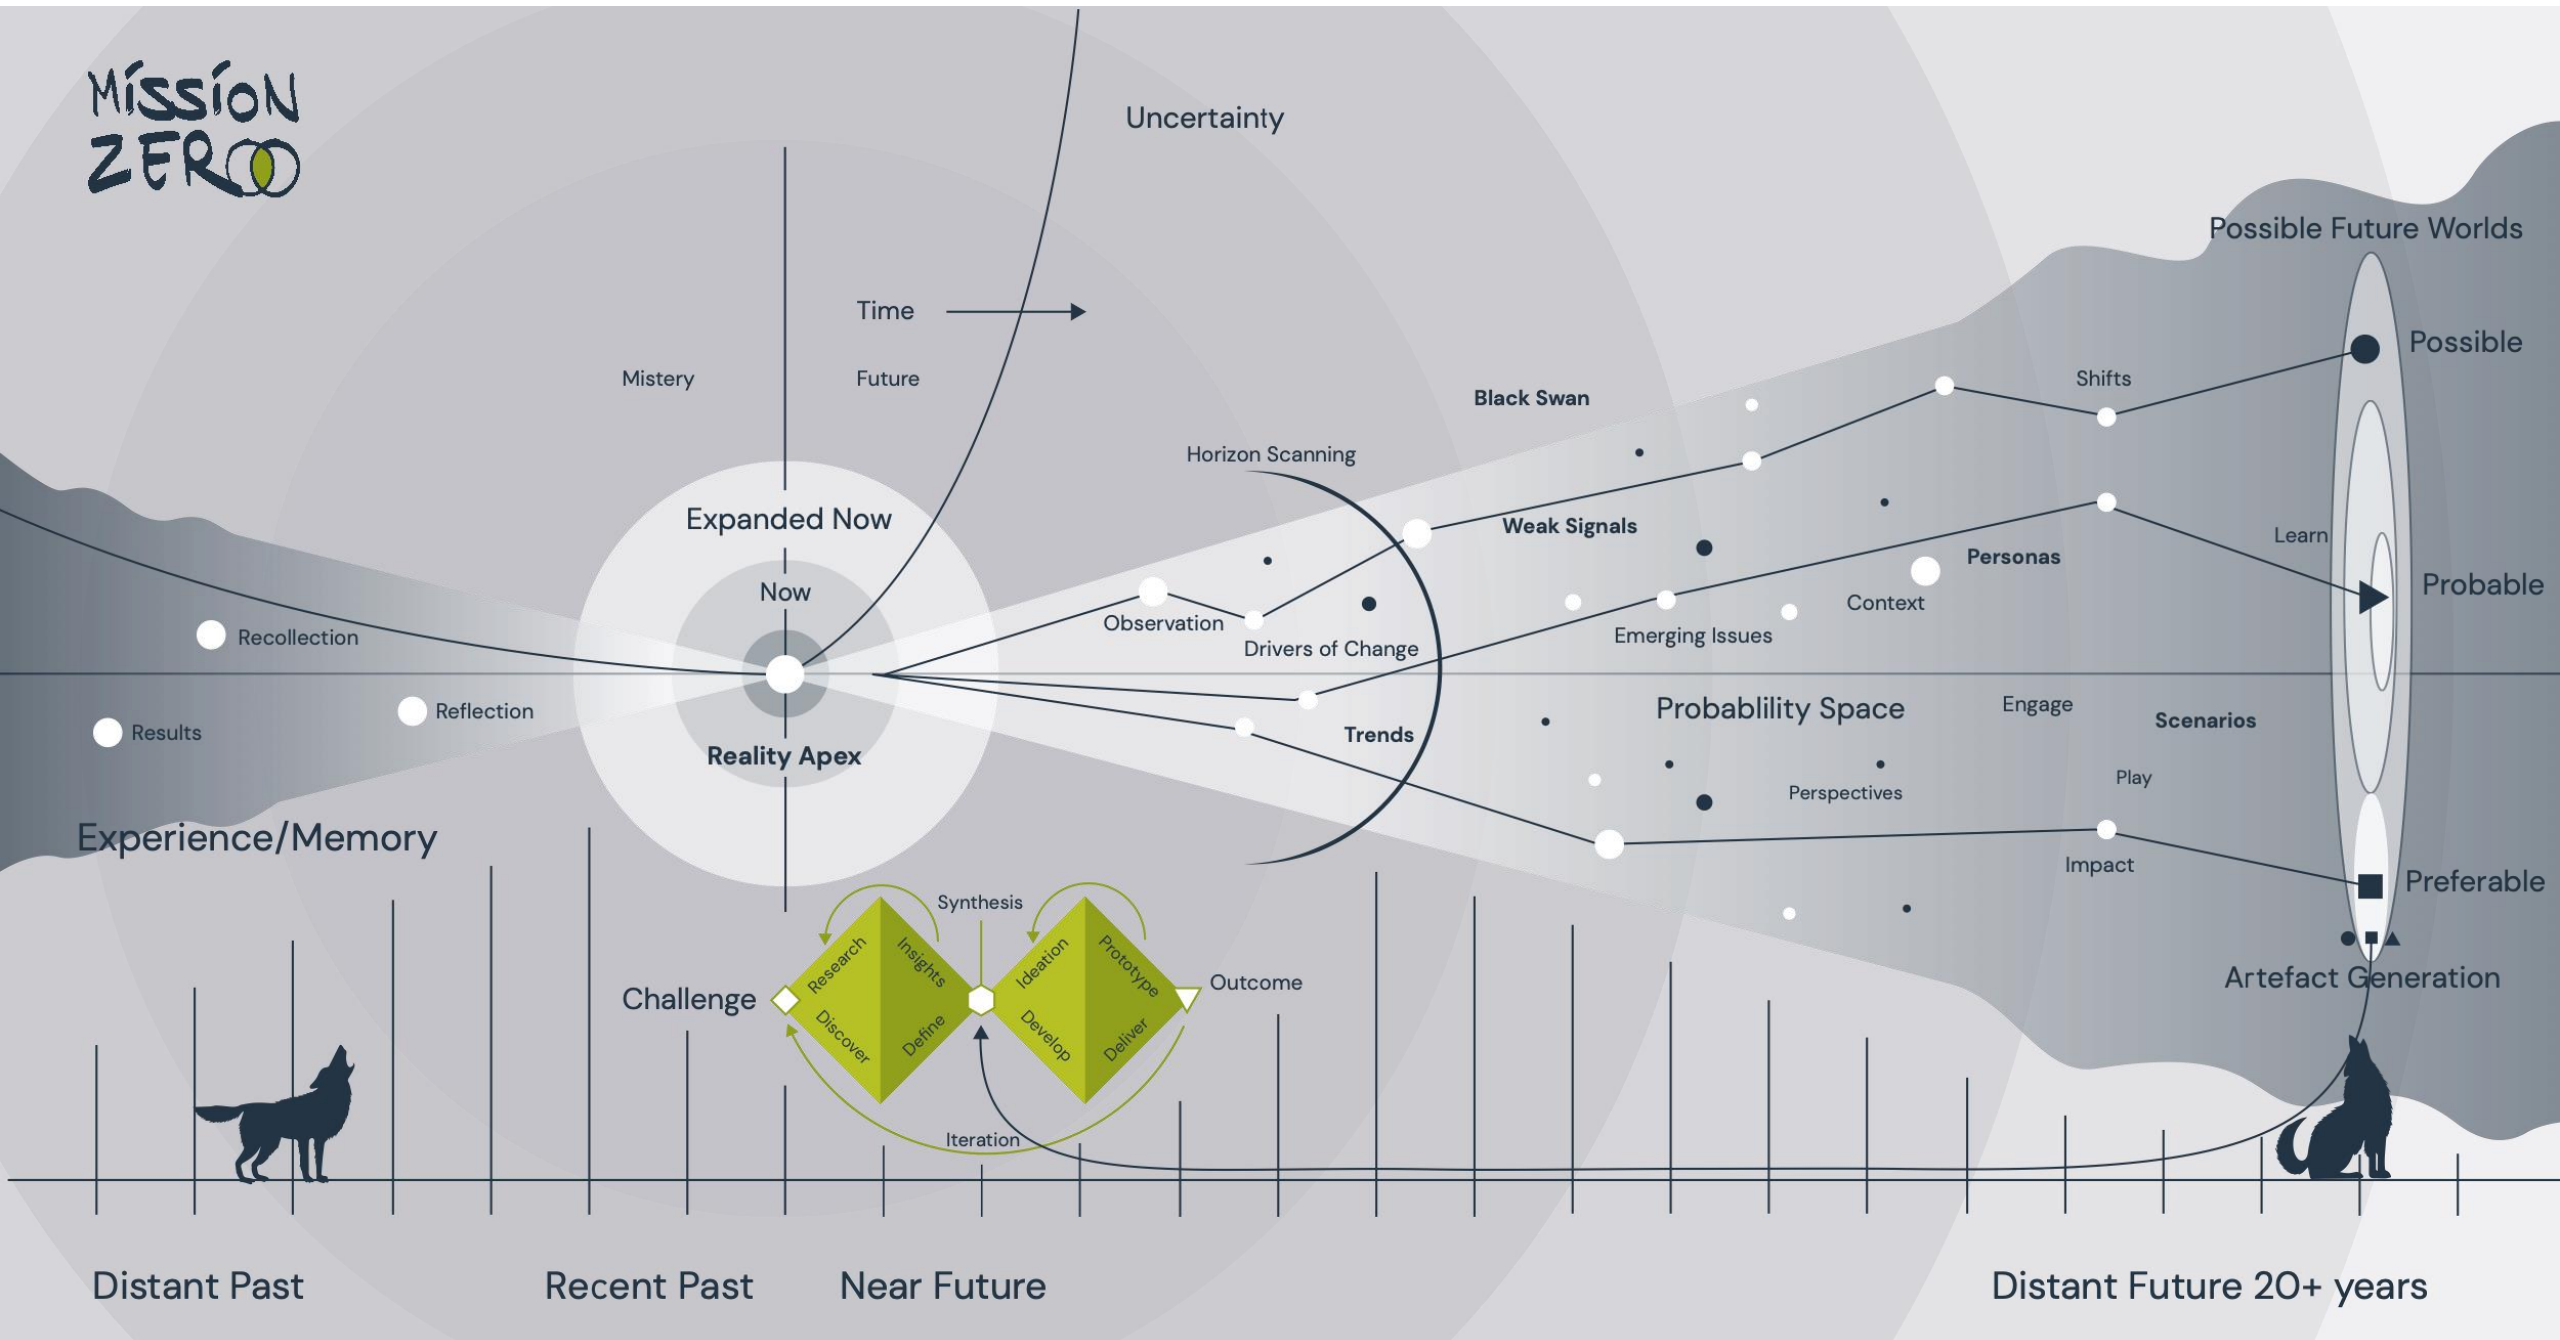 MISSION
ZERO
Uncertainty
Time
Mistery
Future
Possible Future Worlds
Possible
Shifts
Black Swan
Horizon Scanning
Expanded Now
Weak Signals
Learn
Personas
Probable
Now
Context
Observation
Emerging Issues
Drivers of Change
Recollection
Reflection
Results
Probablility Space
Engage
Scenarios
Trends
Reality Apex
Play
Perspectives
Experience/Memory
Impact
Preferable
Synthesis
Research
Insights
Ideation
Prototype
Challenge
Outcome
Artefact Generation
Discover
Define
Develop
Deliver
Iteration
Distant Past
Recent Past
Near Future
Distant Future 20+ years